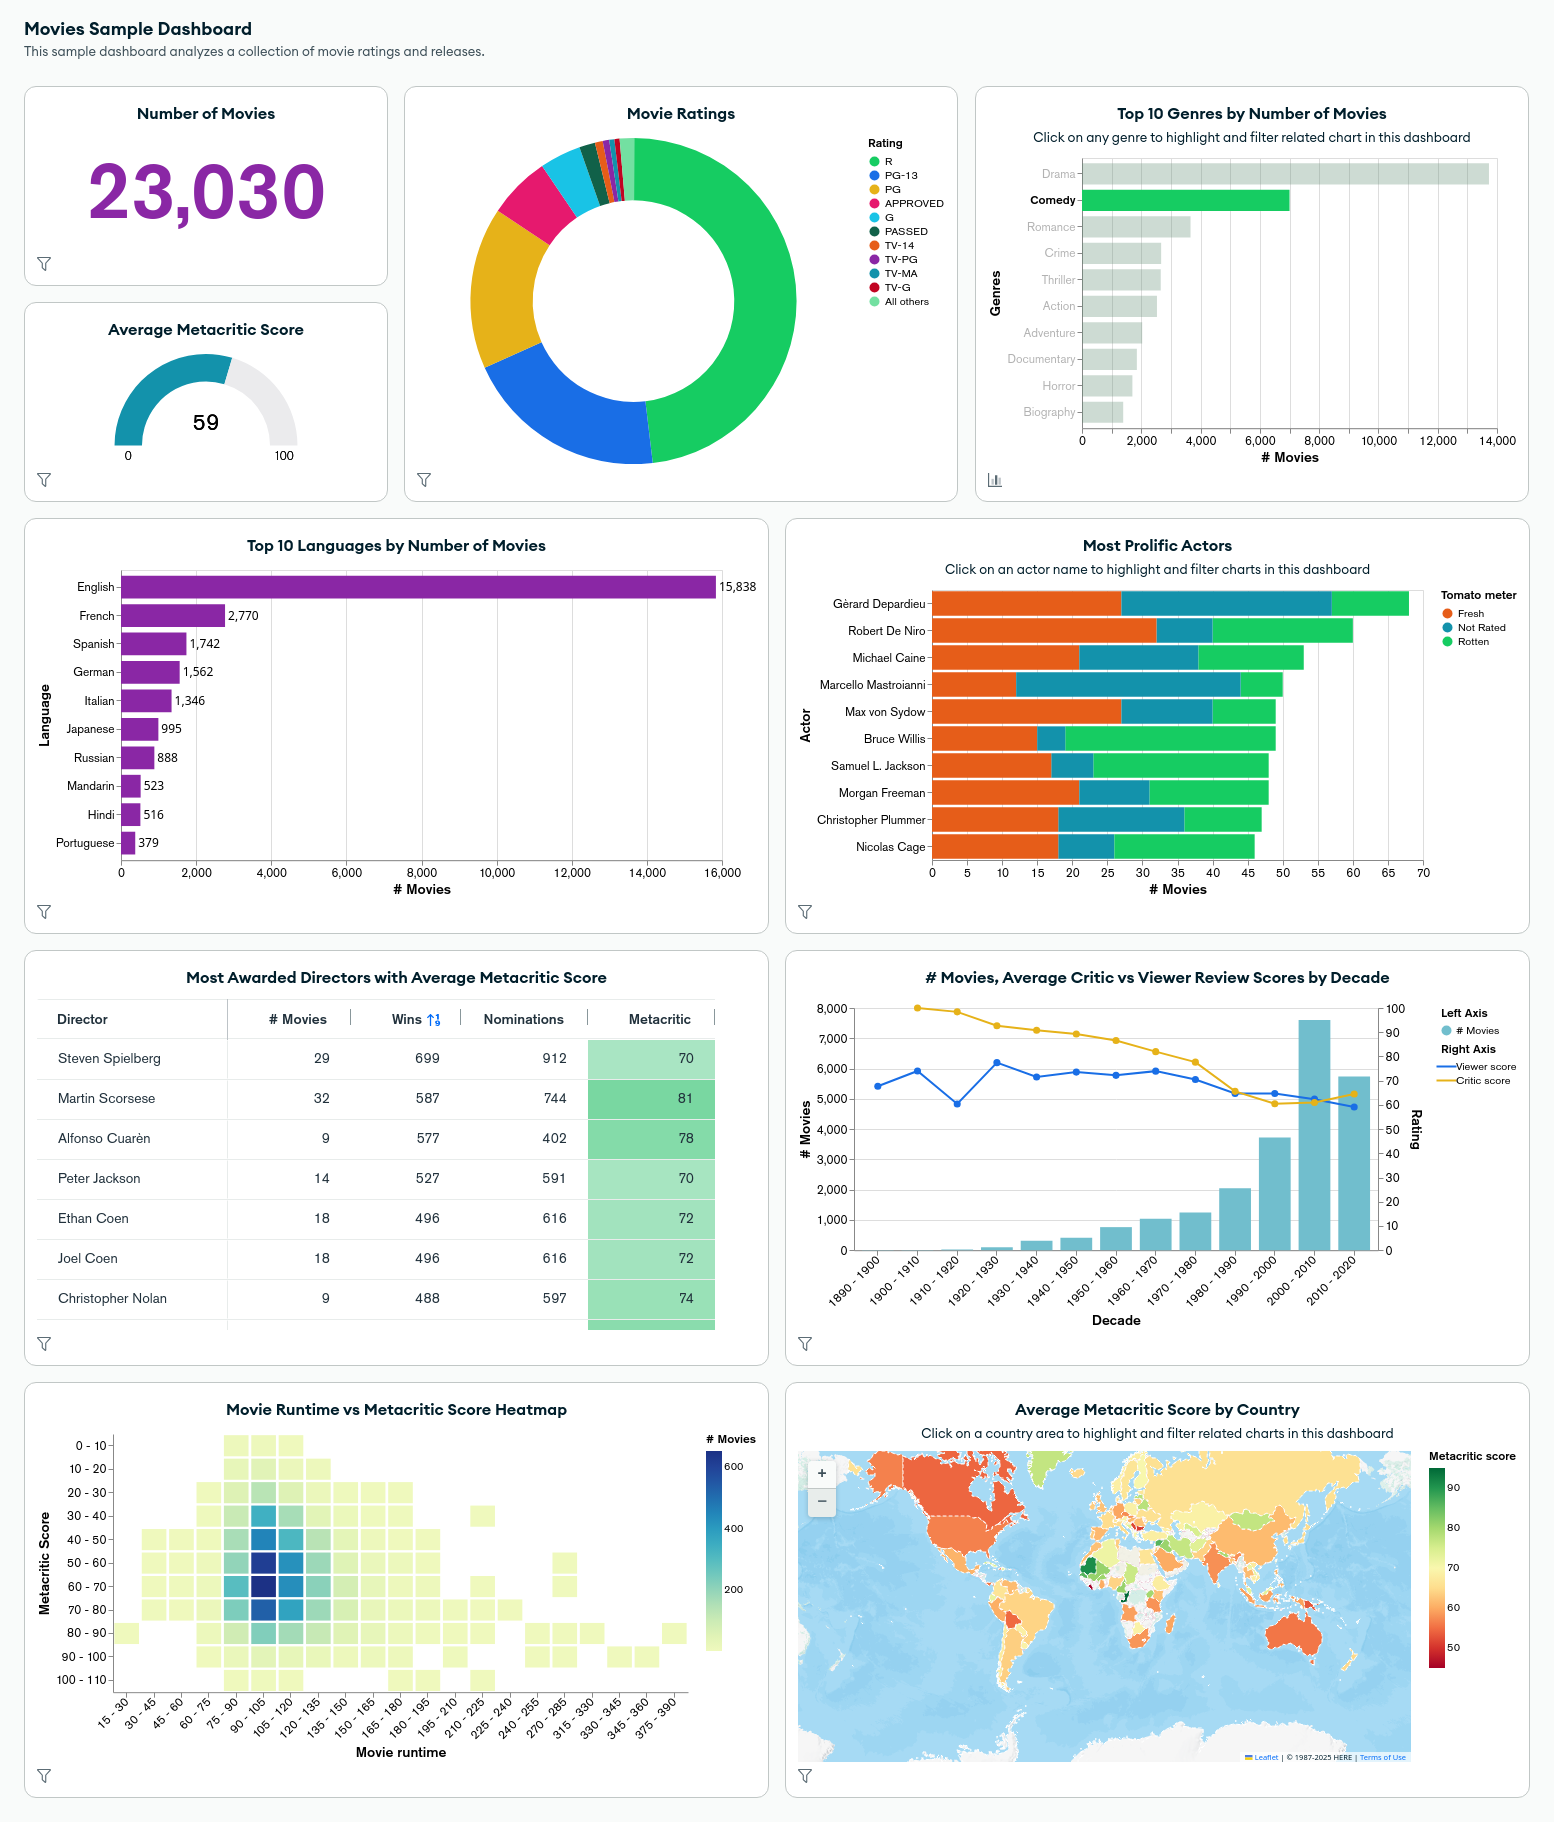 Movies Sample Dashboard
This sample dashboard analyzes a collection of movie ratings and releases.
Number of Movies
23,030
Average Metacritic Score
59
0 100
Movie Ratings
Rating
R
PG-13
PG
APPROVED
G
PASSED
TV-14
TV-PG
TV-MA
TV-G
All others
Top 10 Genres by Number of Movies
Click on any genre to highlight and filter related chart in this dashboard
Genres
Drama
Comedy
Romance
Crime
Thriller
Action
Adventure
Documentary
Horror
Biography
0 2,000 4,000 6,000 8,000 10,000 12,000 14,000
# Movies
Top 10 Languages by Number of Movies
Language
English 15,838
French 2,770
Spanish 1,742
German 1,562
Italian 1,346
Japanese 995
Russian 888
Mandarin 523
Hindi 516
Portuguese 379
0 2,000 4,000 6,000 8,000 10,000 12,000 14,000 16,000
# Movies
Most Prolific Actors
Click on an actor name to highlight and filter charts in this dashboard
Actor
Gèrard Depardieu
Robert De Niro
Michael Caine
Marcello Mastroianni
Max von Sydow
Bruce Willis
Samuel L. Jackson
Morgan Freeman
Christopher Plummer
Nicolas Cage
0 5 10 15 20 25 30 35 40 45 50 55 60 65 70
# Movies
Tomato meter
Fresh
Not Rated
Rotten
Most Awarded Directors with Average Metacritic Score
Director # Movies Wins Nominations Metacritic
Steven Spielberg 29 699 912 70
Martin Scorsese 32 587 744 81
Alfonso Cuarèn 9 577 402 78
Peter Jackson 14 527 591 70
Ethan Coen 18 496 616 72
Joel Coen 18 496 616 72
Christopher Nolan 9 488 597 74
# Movies, Average Critic vs Viewer Review Scores by Decade
# Movies
8,000
7,000
6,000
5,000
4,000
3,000
2,000
1,000
0
100
90
80
70
60
50
40
30
20
10
0
Rating
1890 - 1900
1900 - 1910
1910 - 1920
1920 - 1930
1930 - 1940
1940 - 1950
1950 - 1960
1960 - 1970
1970 - 1980
1980 - 1990
1990 - 2000
2000 - 2010
2010 - 2020
Decade
Left Axis
# Movies
Right Axis
Viewer score
Critic score
Movie Runtime vs Metacritic Score Heatmap
Metacritic Score
0 - 10
10 - 20
20 - 30
30 - 40
40 - 50
50 - 60
60 - 70
70 - 80
80 - 90
90 - 100
100 - 110
15 - 30
30 - 45
45 - 60
60 - 75
75 - 90
90 - 105
105 - 120
120 - 135
135 - 150
150 - 165
165 - 180
180 - 195
195 - 210
210 - 225
225 - 240
240 - 255
270 - 285
315 - 330
330 - 345
345 - 360
375 - 390
Movie runtime
# Movies
600
400
200
Average Metacritic Score by Country
Click on a country area to highlight and filter related charts in this dashboard
+
−
Leaflet | © 1987-2025 HERE | Terms of Use
Metacritic score
90
80
70
60
50